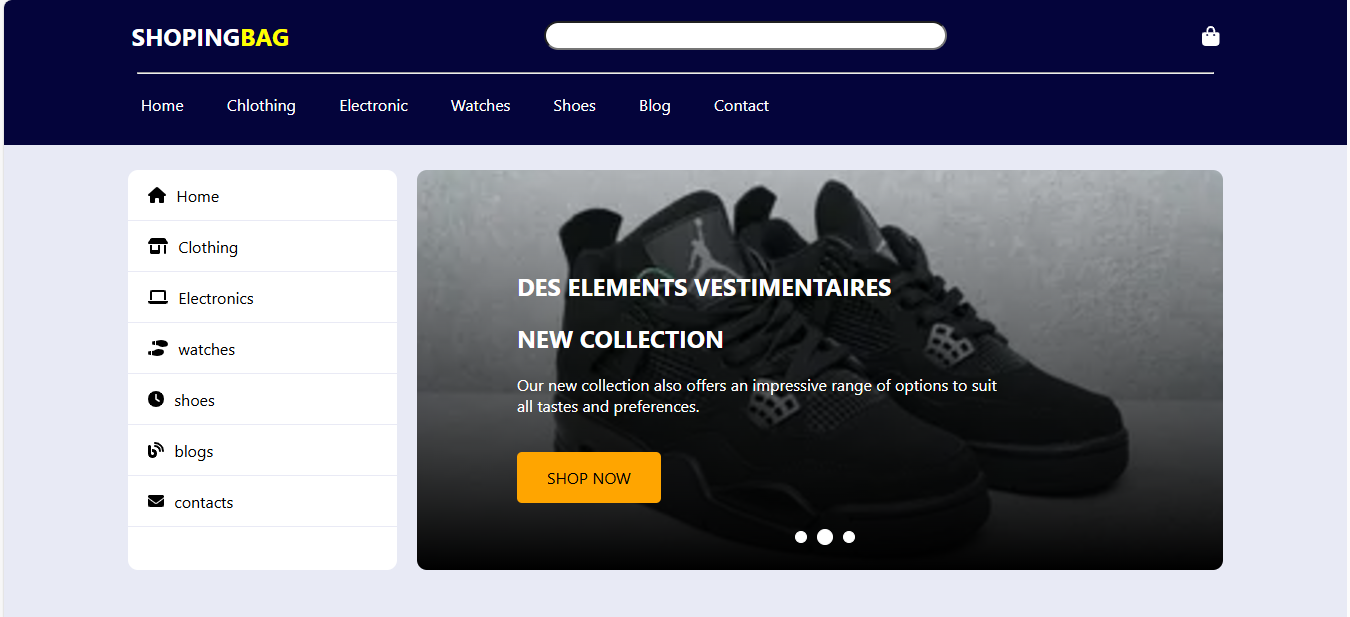 SHOPINGBAG
Home Chlothing Electronic Watches Shoes Blog Contact
Home
Clothing
Electronics
watches
shoes
blogs
contacts
DES ELEMENTS VESTIMENTAIRES
NEW COLLECTION
Our new collection also offers an impressive range of options to suit
all tastes and preferences.
SHOP NOW